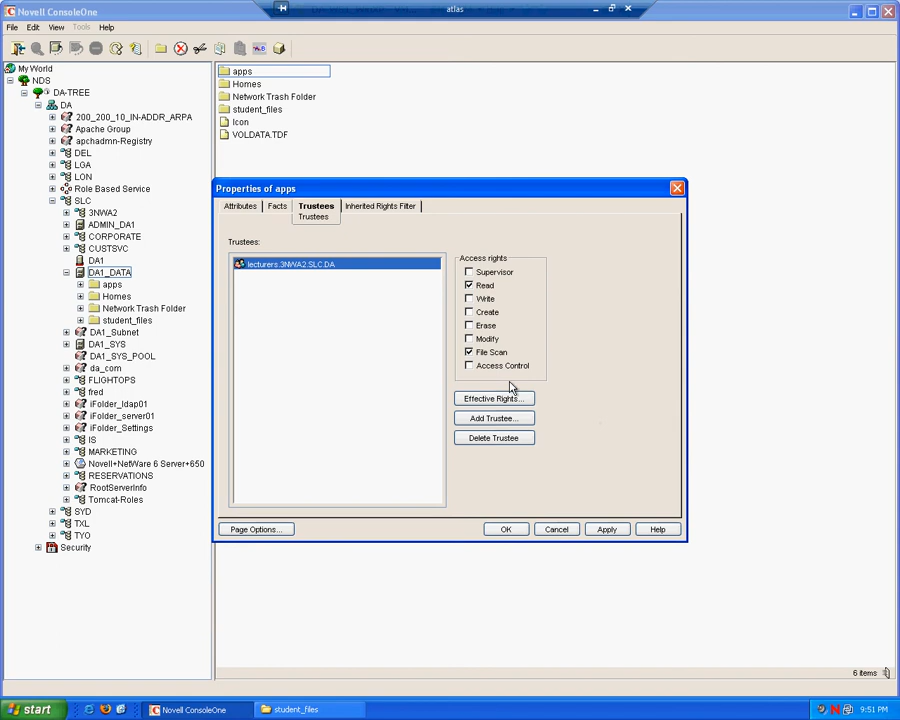 Novell ConsoleOne
atlas
File Edit View Tools Help
My World
NDS
DA-TREE
DA
200_200_10_IN-ADDR_ARPA
Apache Group
apchadmn-Registry
DEL
LGA
LON
Role Based Service
SLC
3NWA2
ADMIN_DA1
CORPORATE
CUSTSVC
DA1
DA1_DATA
apps
Homes
Network Trash Folder
student_files
DA1_Subnet
DA1_SYS
DA1_SYS_POOL
da_com
FLIGHTOPS
fred
iFolder_ldap01
iFolder_server01
iFolder_Settings
IS
MARKETING
Novell+NetWare 6 Server+650
RESERVATIONS
RootServerInfo
Tomcat-Roles
SYD
TXL
TYO
Security
apps
Homes
Network Trash Folder
student_files
Icon
VOLDATA.TDF
Properties of apps
Attributes Facts Trustees Inherited Rights Filter
Trustees
Trustees:
lecturers.3NWA2.SLC.DA
Access rights
Supervisor
Read
Write
Create
Erase
Modify
File Scan
Access Control
Effective Rights...
Add Trustee...
Delete Trustee
Page Options... OK Cancel Apply Help
6 items
start Novell ConsoleOne student_files 9:51 PM